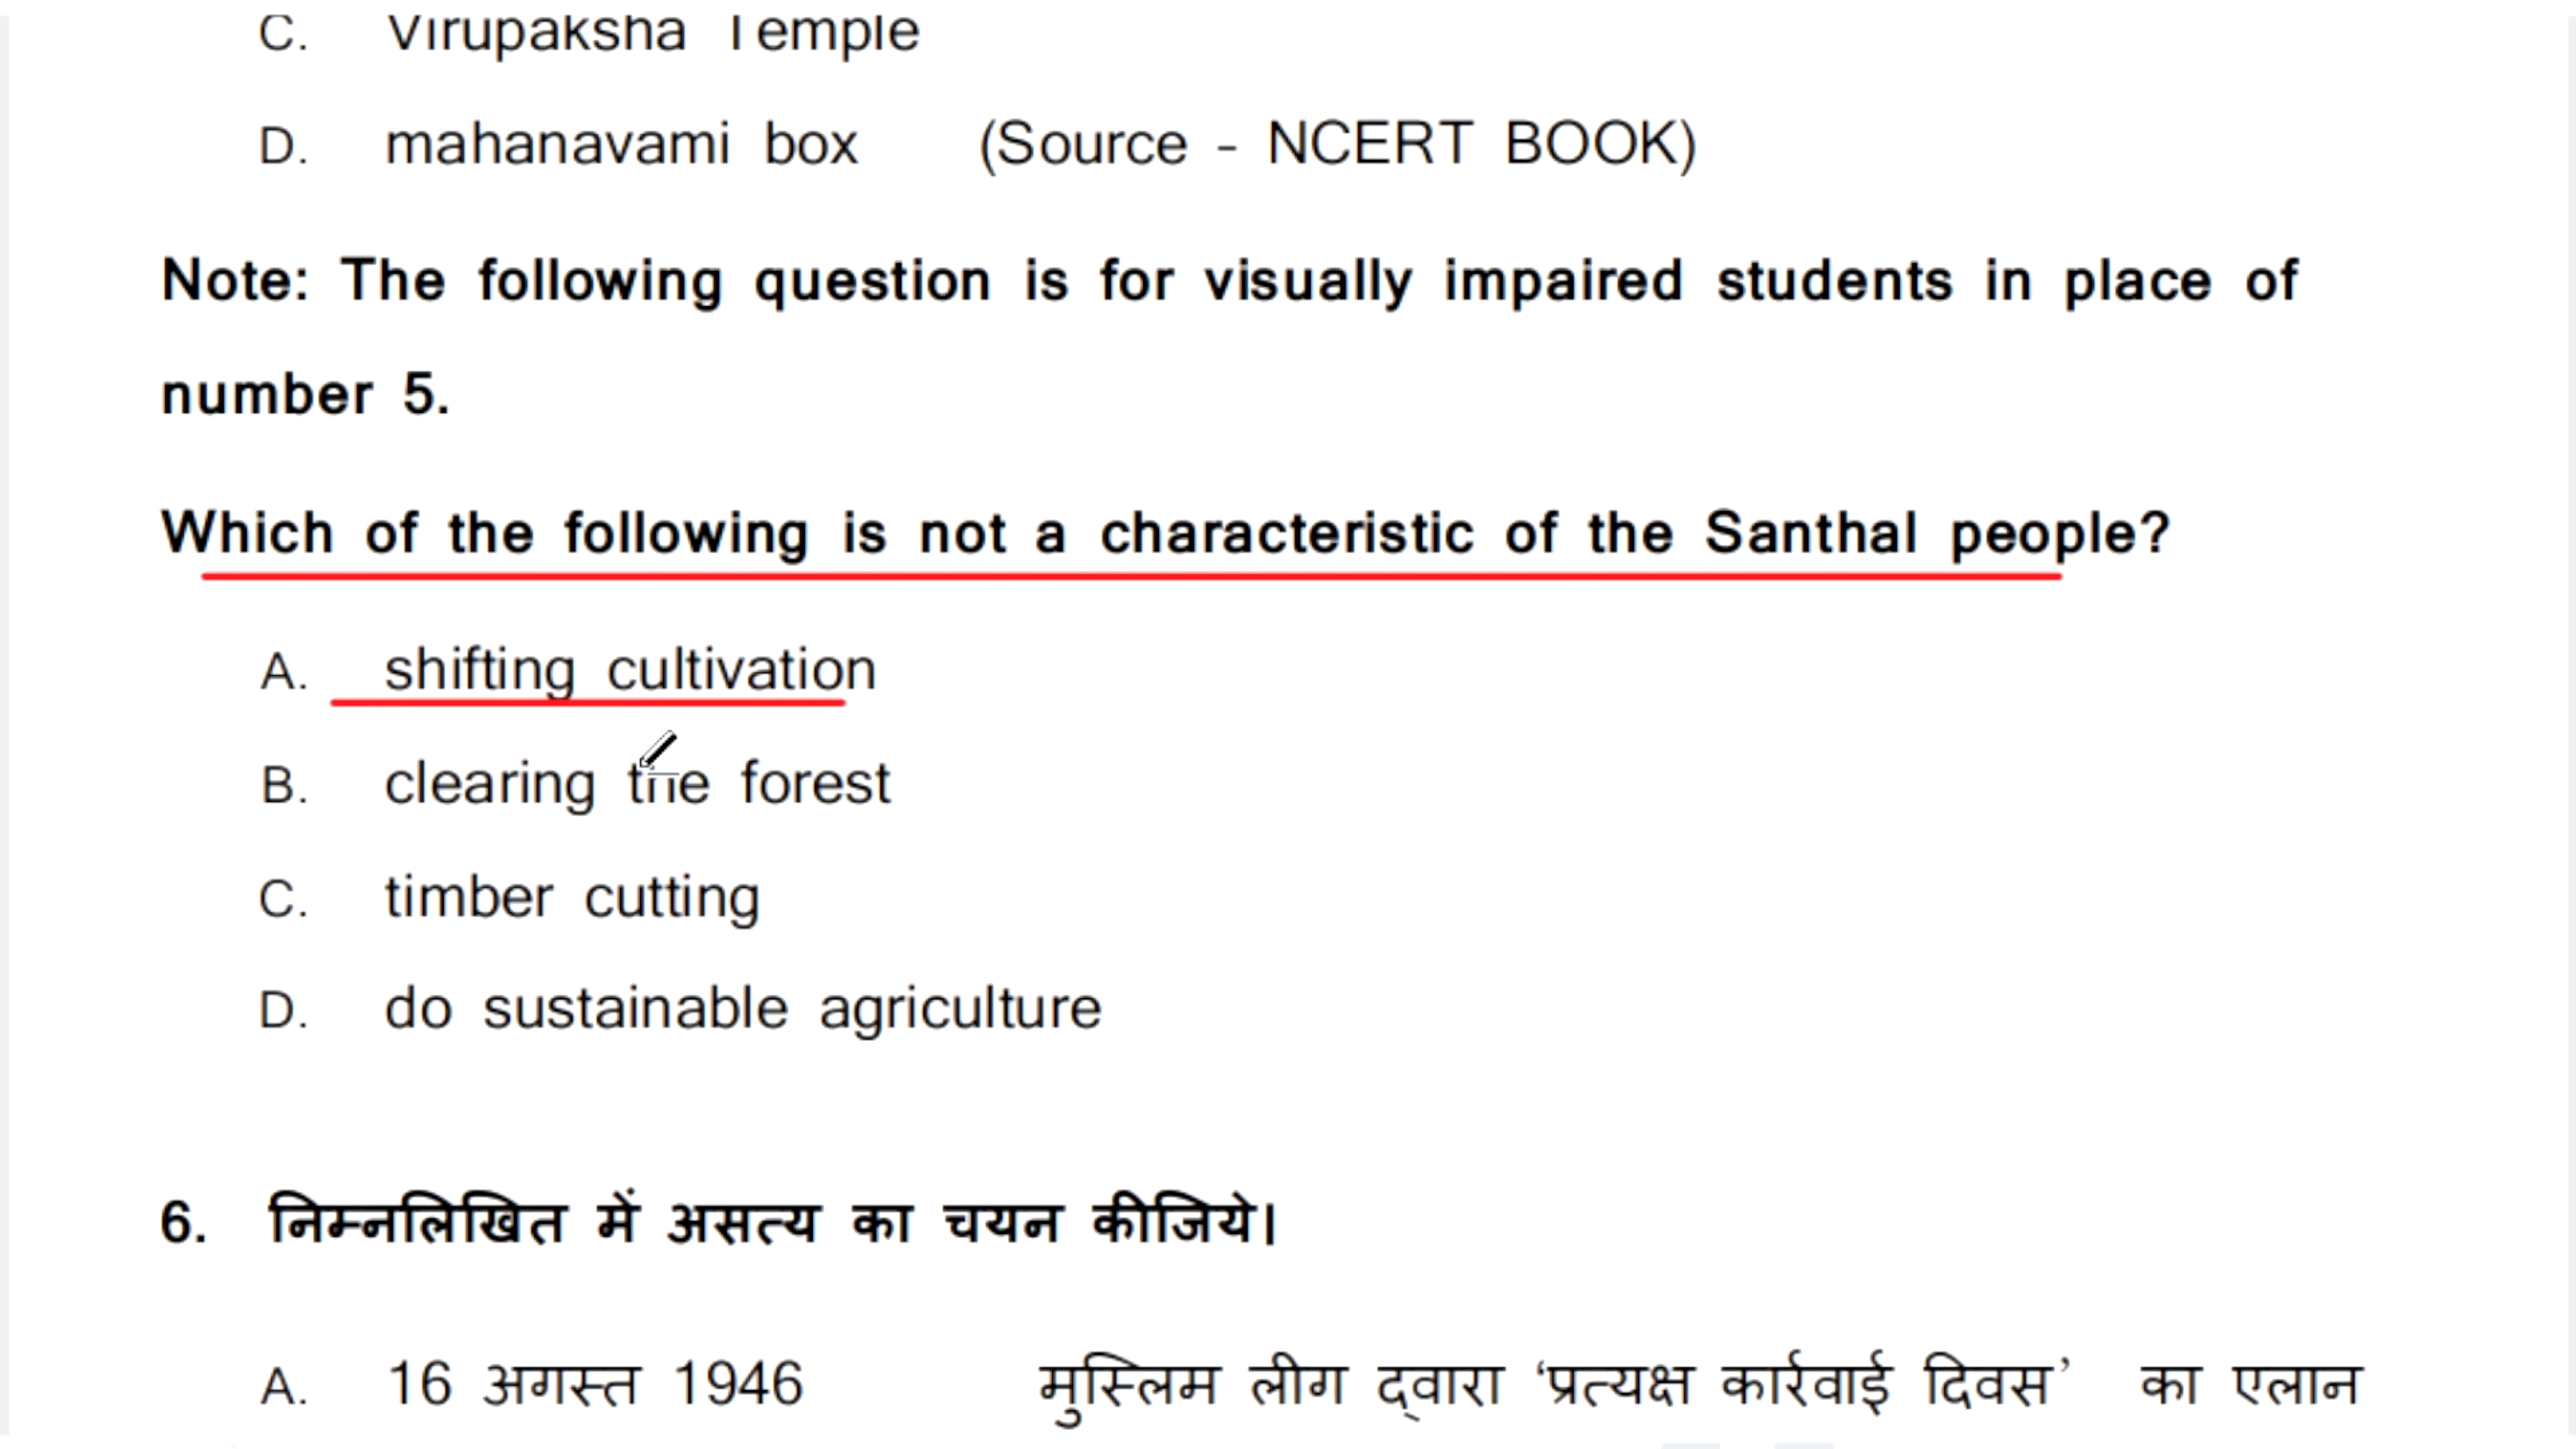 C. Virupaksha Temple
D. mahanavami box (Source - NCERT BOOK)
Note: The following question is for visually impaired students in place of
number 5.
Which of the following is not a characteristic of the Santhal people?
A. shifting cultivation
B. clearing the forest
C. timber cutting
D. do sustainable agriculture
6. निम्नलिखित में असत्य का चयन कीजिये।
A. 16 अगस्त 1946 मुस्लिम लीग द्वारा ‘प्रत्यक्ष कार्रवाई दिवस’ का एलान